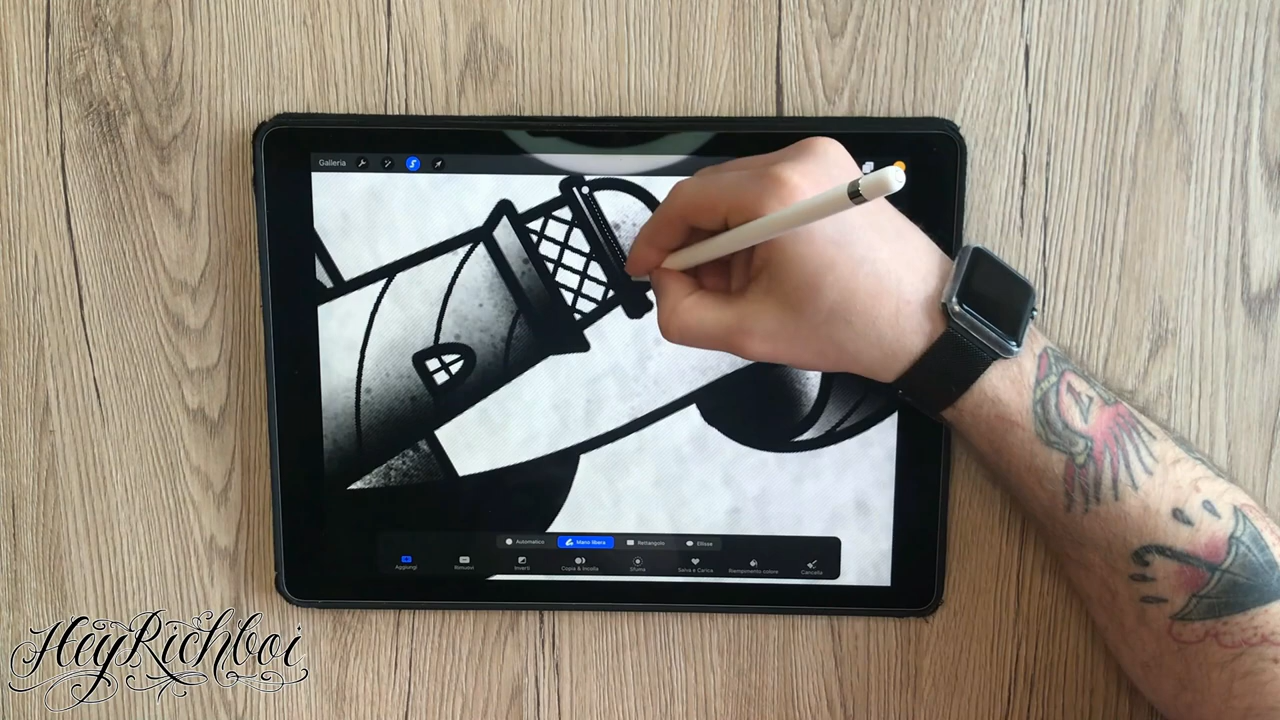 Galleria
Automatico Mano libera Rettangolo Ellisse
Aggiungi Rimuovi Inverti Copia & Incolla Sfuma Salva e Carica Riempimento colore Cancella
HeyRichboi